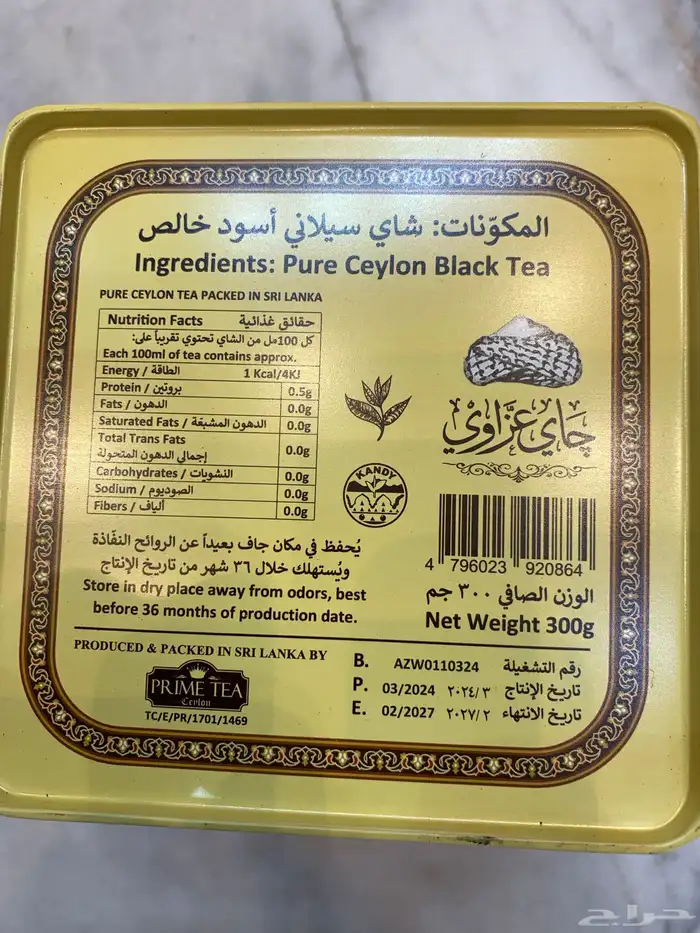 المكوّنات: شاي سيلاني أسود خالص
Ingredients: Pure Ceylon Black Tea
PURE CEYLON TEA PACKED IN SRI LANKA
Nutrition Facts حقائق غذائية
كل 100مل من الشاي تحتوي تقريباً على:
Each 100ml of tea contains approx.
Energy / الطاقة 1 Kcal/4KJ
Protein / بروتين 0.5g
Fats / الدهون 0.0g
Saturated Fats / الدهون المشبعة 0.0g
Total Trans Fats
إجمالي الدهون المتحولة 0.0g
Carbohydrates / النشويات 0.0g
Sodium / الصوديوم 0.0g
Fibers / ألياف 0.0g
KANDY
چاي عزّاوي
4 796023 920864
يُحفظ في مكان جاف بعيداً عن الروائح النفّاذة
ويُستهلك خلال ٣٦ شهر من تاريخ الإنتاج
Store in dry place away from odors, best
before 36 months of production date.
الوزن الصافي ٣٠٠ جم
Net Weight 300g
PRODUCED & PACKED IN SRI LANKA BY
PRIME TEA
Ceylon
TC/E/PR/1701/1469
B. AZW0110324 رقم التشغيلة
P. 03/2024 ٢٠٢٤/٣ تاريخ الإنتاج
E. 02/2027 ٢٠٢٧/٢ تاريخ الانتهاء
حراج